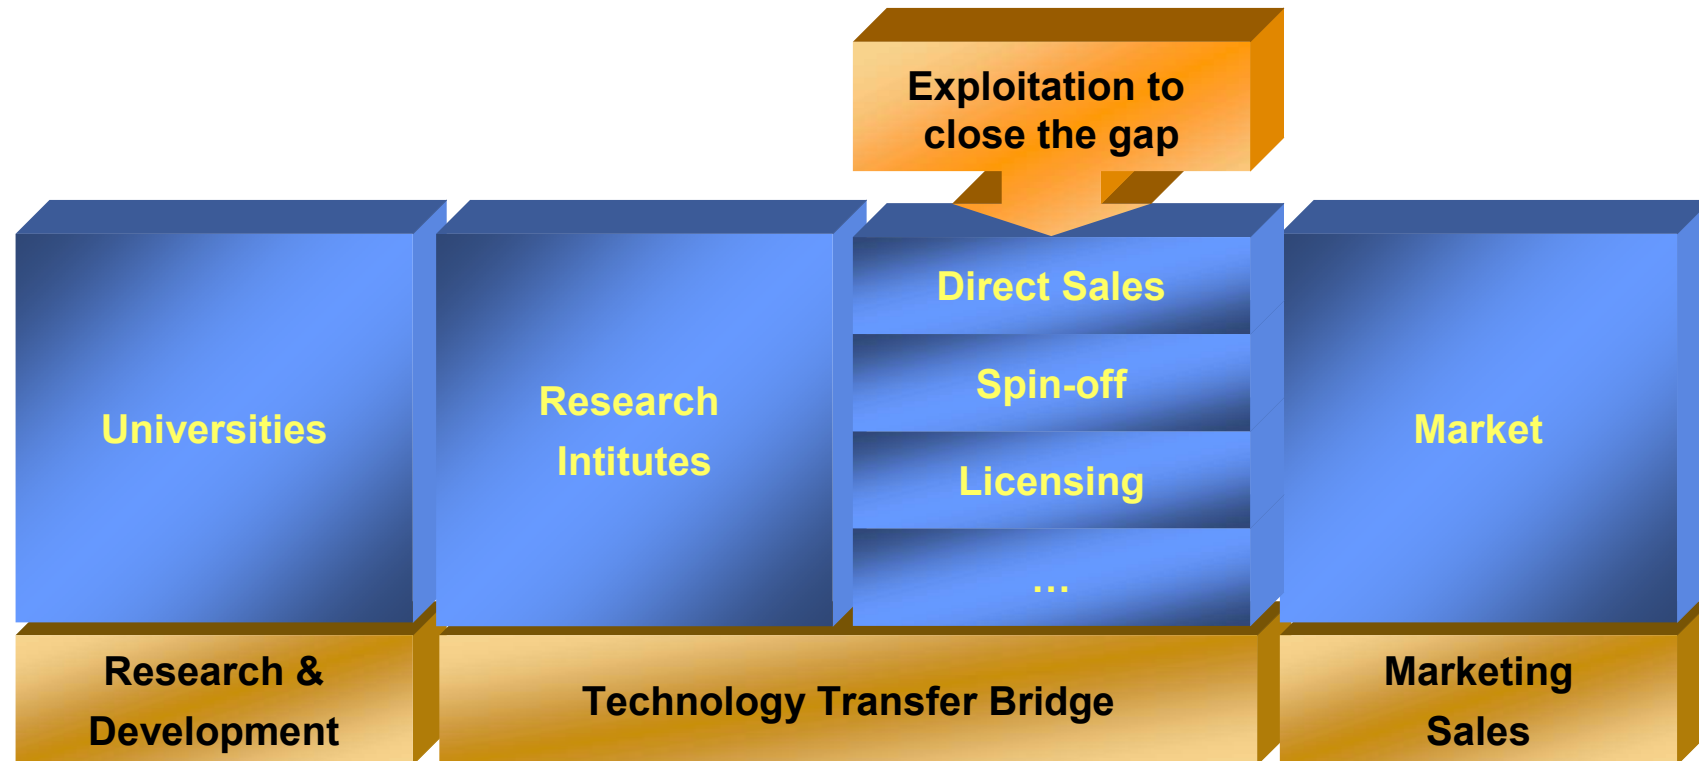 Exploitation to
close the gap
Universities
Research
Intitutes
Direct Sales
Spin-off
Licensing
...
Market
Research &
Development
Technology Transfer Bridge
Marketing
Sales